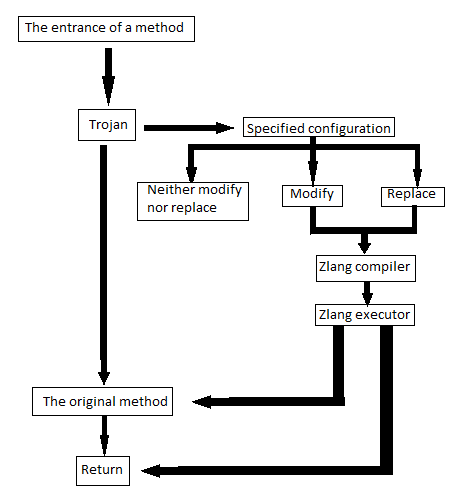 The entrance of a method
Trojan
Specified configuration
Neither modify
nor replace
Modify
Replace
Zlang compiler
Zlang executor
The original method
Return